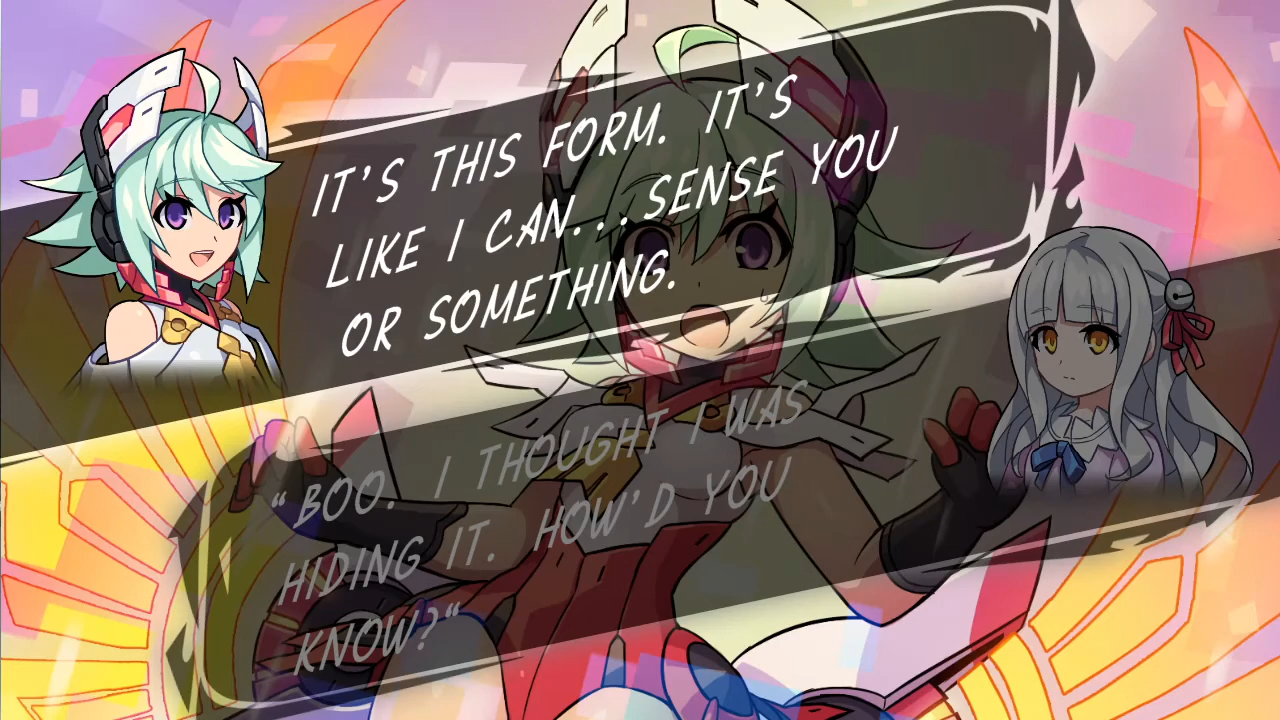 IT'S THIS FORM. IT'S
LIKE I CAN...SENSE YOU
OR SOMETHING.
“BOO. I THOUGHT I WAS
HIDING IT. HOW'D YOU
KNOW?“